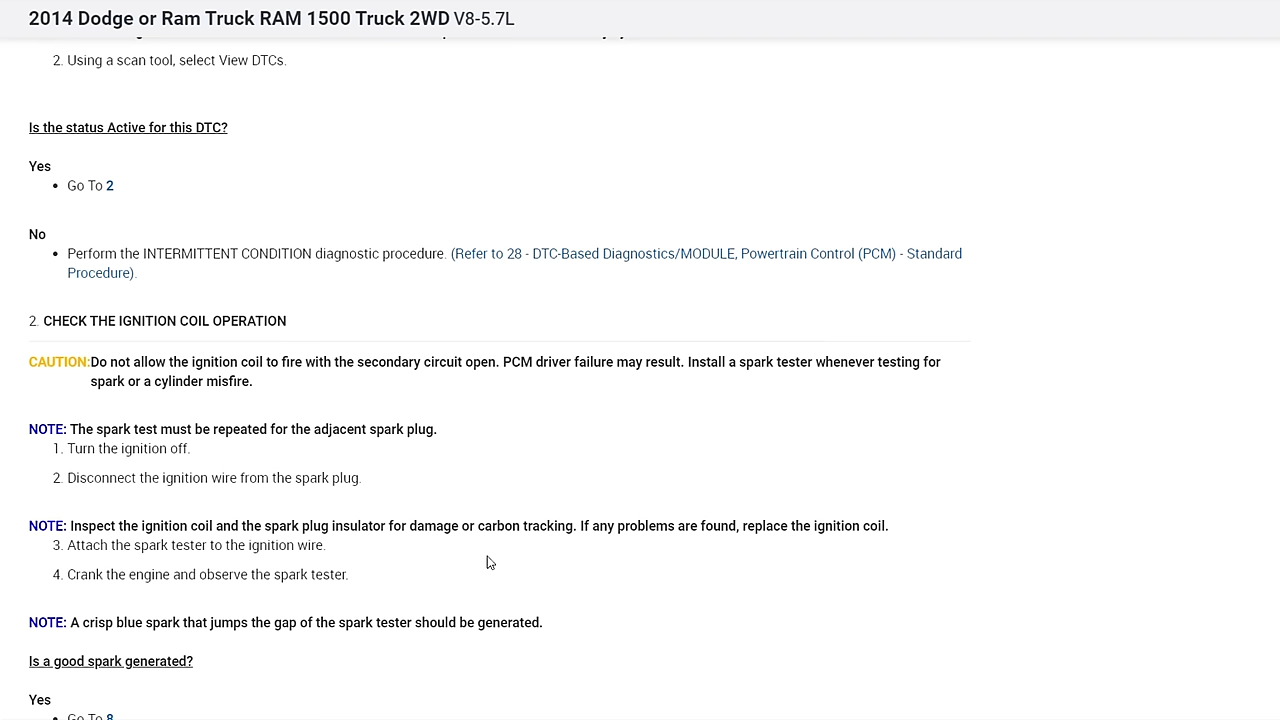 2014 Dodge or Ram Truck RAM 1500 Truck 2WD V8-5.7L
2. Using a scan tool, select View DTCs.
Is the status Active for this DTC?
Yes
• Go To 2
No
• Perform the INTERMITTENT CONDITION diagnostic procedure. (Refer to 28 - DTC-Based Diagnostics/MODULE, Powertrain Control (PCM) - Standard
Procedure).
2. CHECK THE IGNITION COIL OPERATION
CAUTION:Do not allow the ignition coil to fire with the secondary circuit open. PCM driver failure may result. Install a spark tester whenever testing for
spark or a cylinder misfire.
NOTE: The spark test must be repeated for the adjacent spark plug.
1. Turn the ignition off.
2. Disconnect the ignition wire from the spark plug.
NOTE: Inspect the ignition coil and the spark plug insulator for damage or carbon tracking. If any problems are found, replace the ignition coil.
3. Attach the spark tester to the ignition wire.
4. Crank the engine and observe the spark tester.
NOTE: A crisp blue spark that jumps the gap of the spark tester should be generated.
Is a good spark generated?
Yes
• Go To 8